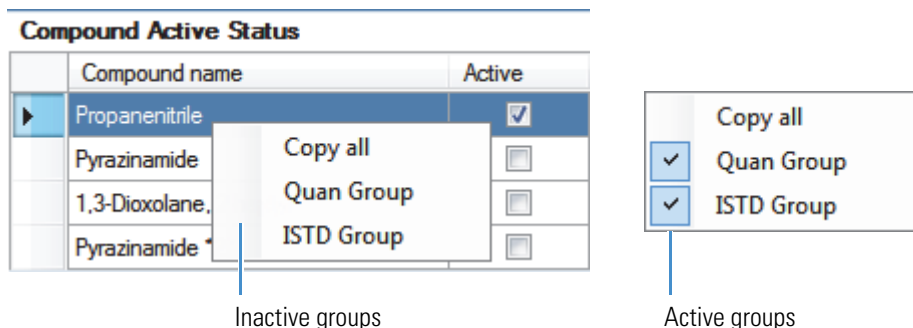 Compound Active Status
Compound name Active
Propanenitrile
Pyrazinamide
1,3-Dioxolane,
Pyrazinamide *
Copy all
Quan Group
ISTD Group
Inactive groups
Copy all
Quan Group
ISTD Group
Active groups